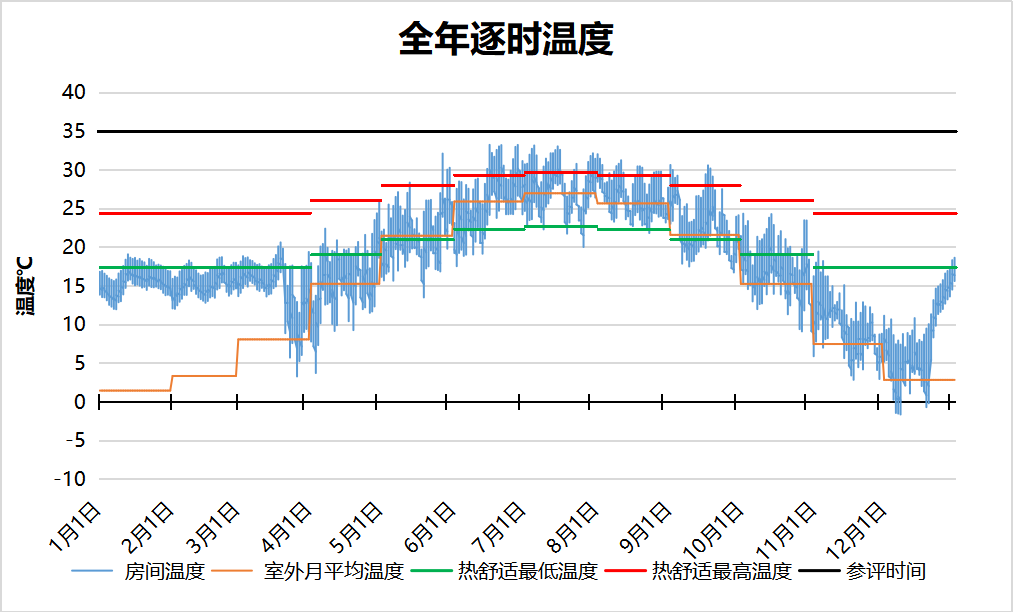 全年逐时温度
40
35
30
25
20
15
10
5
0
-5
-10
温度℃
1月1日
2月1日
3月1日
4月1日
5月1日
6月1日
7月1日
8月1日
9月1日
10月1日
11月1日
12月1日
房间温度
室外月平均温度
热舒适最低温度
热舒适最高温度
参评时间